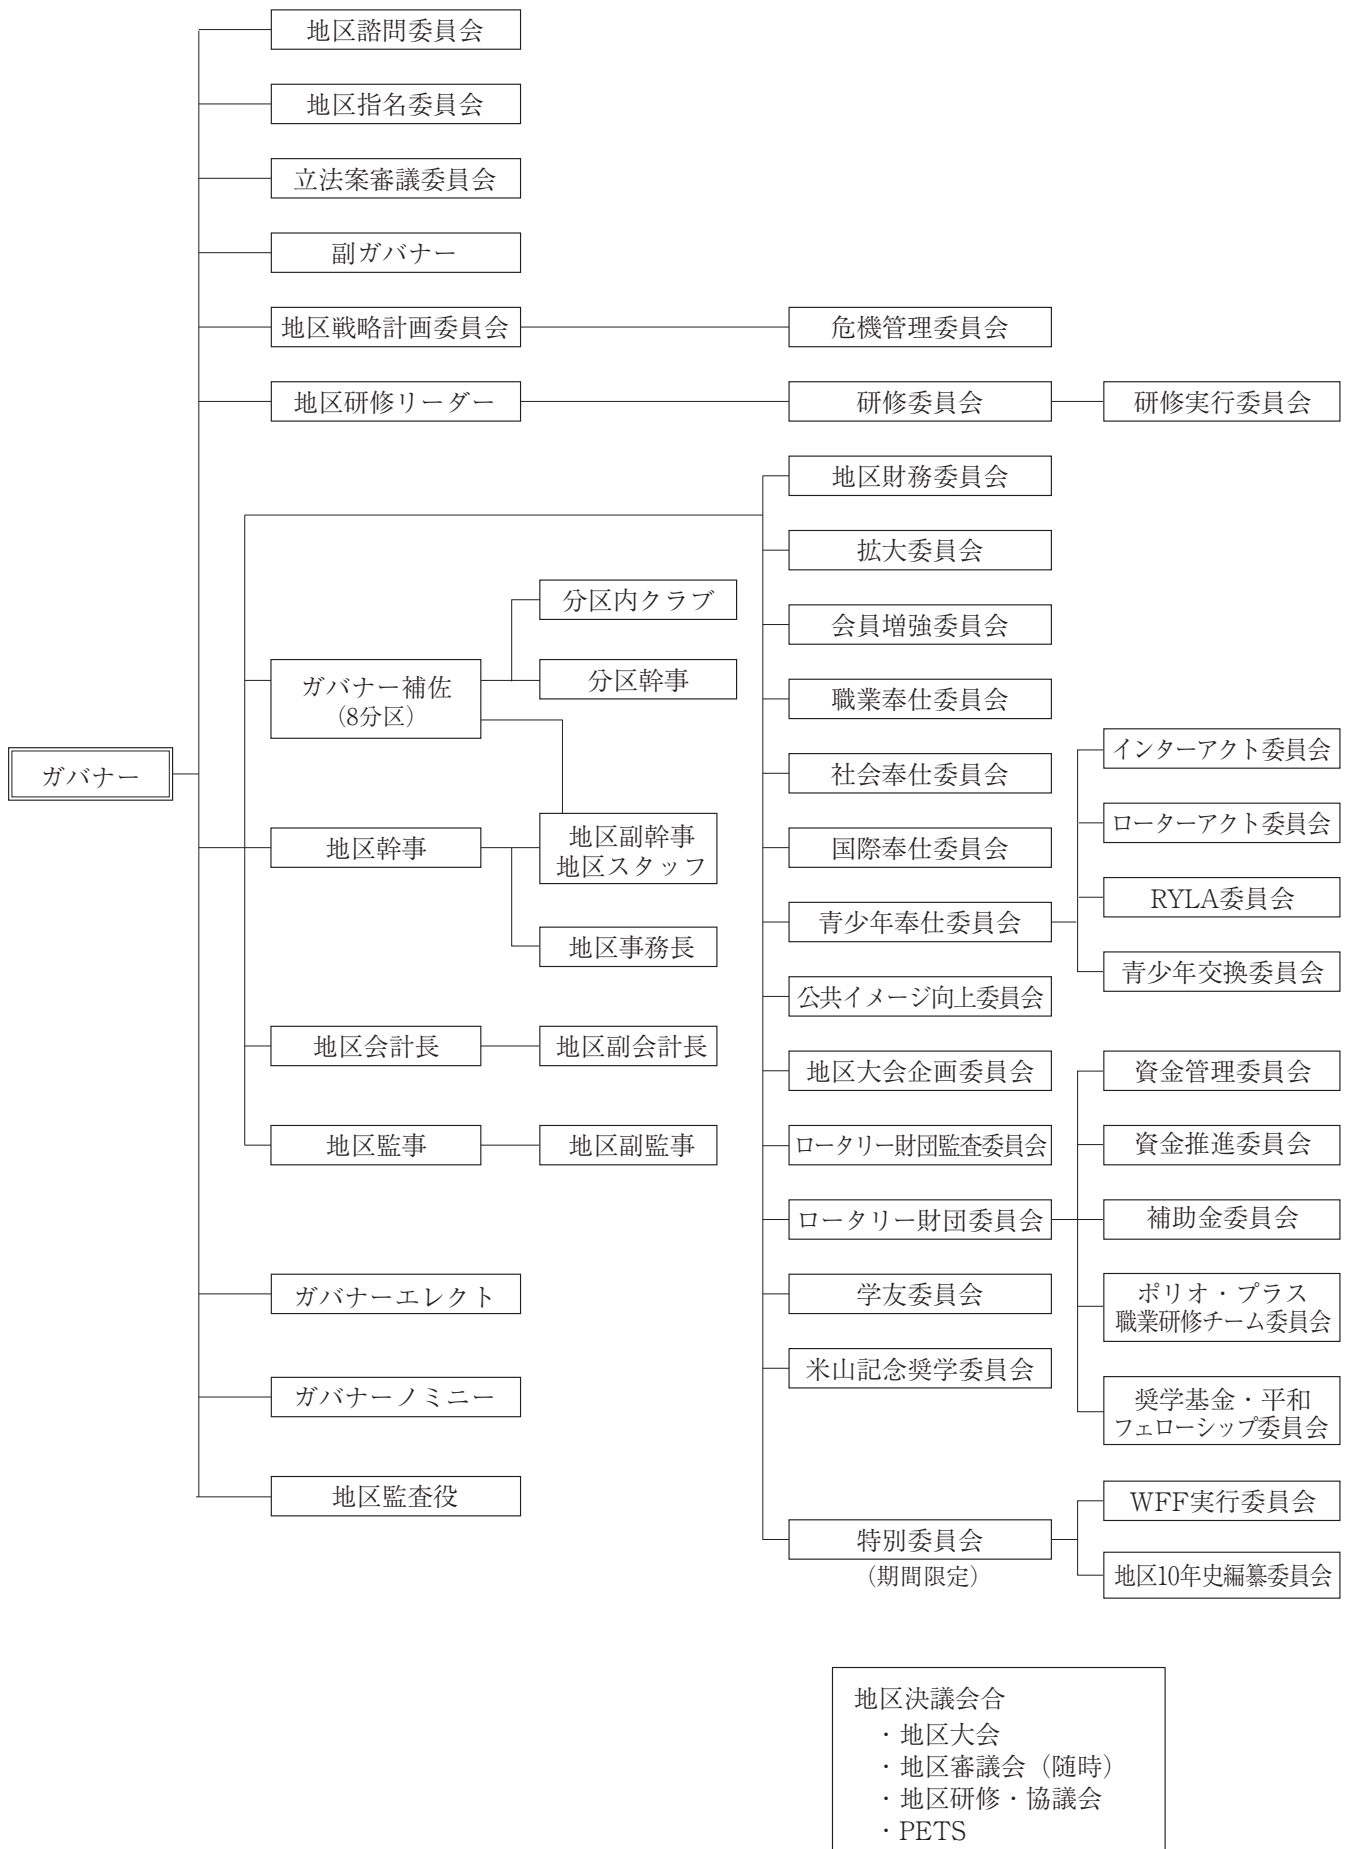 地区諮問委員会
地区指名委員会
立法案審議委員会
副ガバナー
地区戦略計画委員会
危機管理委員会
地区研修リーダー
研修委員会
研修実行委員会
地区財務委員会
拡大委員会
分区内クラブ
会員増強委員会
ガバナー補佐
（8分区）
分区幹事
職業奉仕委員会
インターアクト委員会
ガバナー
社会奉仕委員会
ローターアクト委員会
地区幹事
地区副幹事
地区スタッフ
国際奉仕委員会
RYLA委員会
青少年奉仕委員会
地区事務長
青少年交換委員会
公共イメージ向上委員会
地区会計長
地区副会計長
地区大会企画委員会
資金管理委員会
地区監事
地区副監事
ロータリー財団監査委員会
資金推進委員会
ロータリー財団委員会
補助金委員会
ガバナーエレクト
学友委員会
ポリオ・プラス
職業研修チーム委員会
米山記念奨学委員会
ガバナーノミニー
奨学基金・平和
フェローシップ委員会
地区監査役
WFF実行委員会
特別委員会
（期間限定）
地区10年史編纂委員会
地区決議会合
・地区大会
・地区審議会（随時）
・地区研修・協議会
・PETS